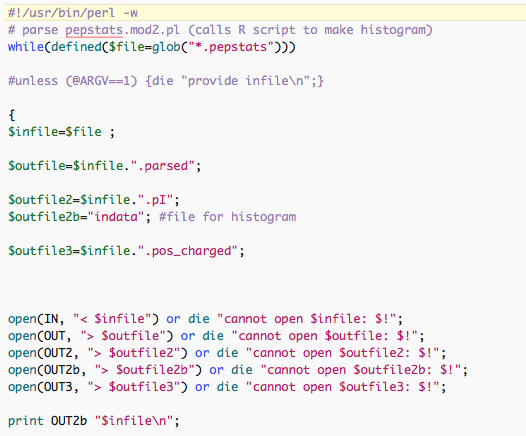 #!/usr/bin/perl -w
# parse pepstats.mod2.pl (calls R script to make histogram)
while(defined($file=glob("*.pepstats")))
#unless (@ARGV==1) {die "provide infile\n";}
{
$infile=$file ;
$outfile=$infile.".parsed";
$outfile2=$infile.".pI";
$outfile2b="indata"; #file for histogram
$outfile3=$infile.".pos_charged";
open(IN, "< $infile") or die "cannot open $infile: $!";
open(OUT, "> $outfile") or die "cannot open $outfile: $!";
open(OUT2, "> $outfile2") or die "cannot open $outfile2: $!";
open(OUT2b, "> $outfile2b") or die "cannot open $outfile2b: $!";
open(OUT3, "> $outfile3") or die "cannot open $outfile3: $!";
print OUT2b "$infile\n";